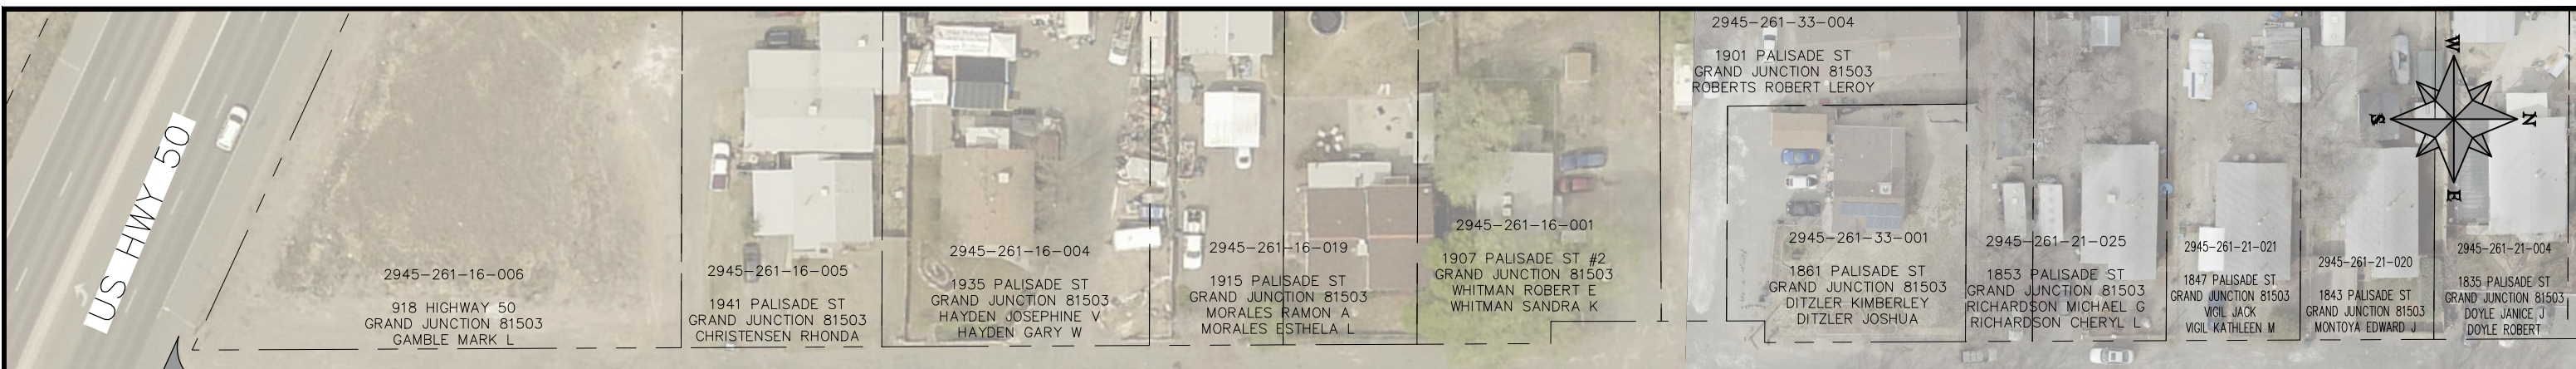 US HWY 50
2945-261-16-006
918 HIGHWAY 50
GRAND JUNCTION 81503
GAMBLE MARK L
2945-261-16-005
1941 PALISADE ST
GRAND JUNCTION 81503
CHRISTENSEN RHONDA
2945-261-16-004
1935 PALISADE ST
GRAND JUNCTION 81503
HAYDEN JOSEPHINE V
HAYDEN GARY W
2945-261-16-019
1915 PALISADE ST
GRAND JUNCTION 81503
MORALES RAMON A
MORALES ESTHELA L
2945-261-16-001
1907 PALISADE ST #2
GRAND JUNCTION 81503
WHITMAN ROBERT E
WHITMAN SANDRA K
2945-261-33-004
1901 PALISADE ST
GRAND JUNCTION 81503
ROBERTS ROBERT LEROY
2945-261-33-001
1861 PALISADE ST
GRAND JUNCTION 81503
DITZLER KIMBERLEY
DITZLER JOSHUA
2945-261-21-025
1853 PALISADE ST
GRAND JUNCTION 81503
RICHARDSON MICHAEL G
RICHARDSON CHERYL L
2945-261-21-021
1847 PALISADE ST
GRAND JUNCTION 81503
VIGIL JACK
VIGIL KATHLEEN M
2945-261-21-020
1843 PALISADE ST
GRAND JUNCTION 81503
MONTOYA EDWARD J
2945-261-21-004
1835 PALISADE ST
GRAND JUNCTION 81503
DOYLE JANICE J
DOYLE ROBERT
W
S
N
E